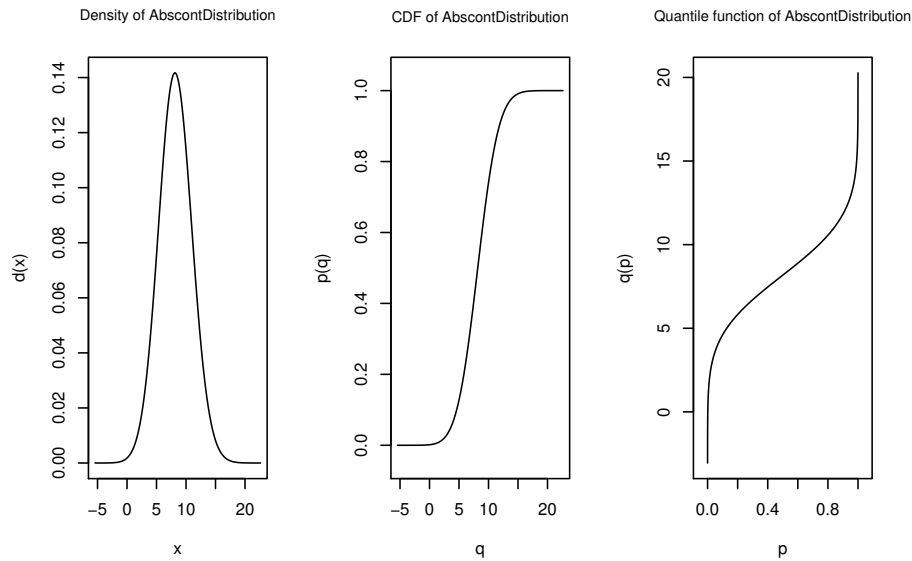 Density of AbscontDistribution
d(x)
0.14
0.12
0.10
0.08
0.06
0.04
0.02
0.00
−5 0 5 10 20
x
CDF of AbscontDistribution
p(q)
1.0
0.8
0.6
0.4
0.2
0.0
−5 0 5 10 20
q
Quantile function of AbscontDistribution
q(p)
20
15
10
5
0
0.0 0.4 0.8
p